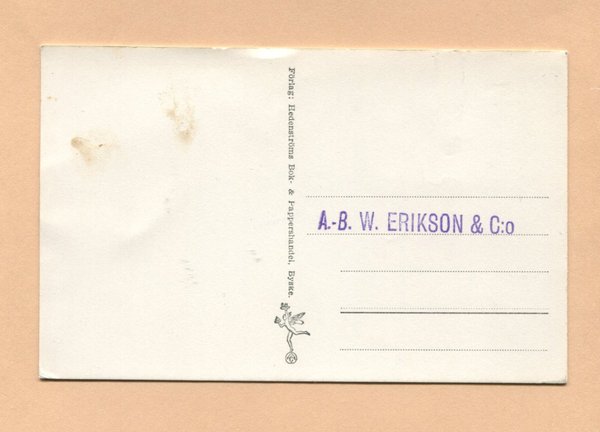 Förlag: Hedenströms Bok- & Pappershandel, Byske.
A.-B. W. ERIKSON & C:o